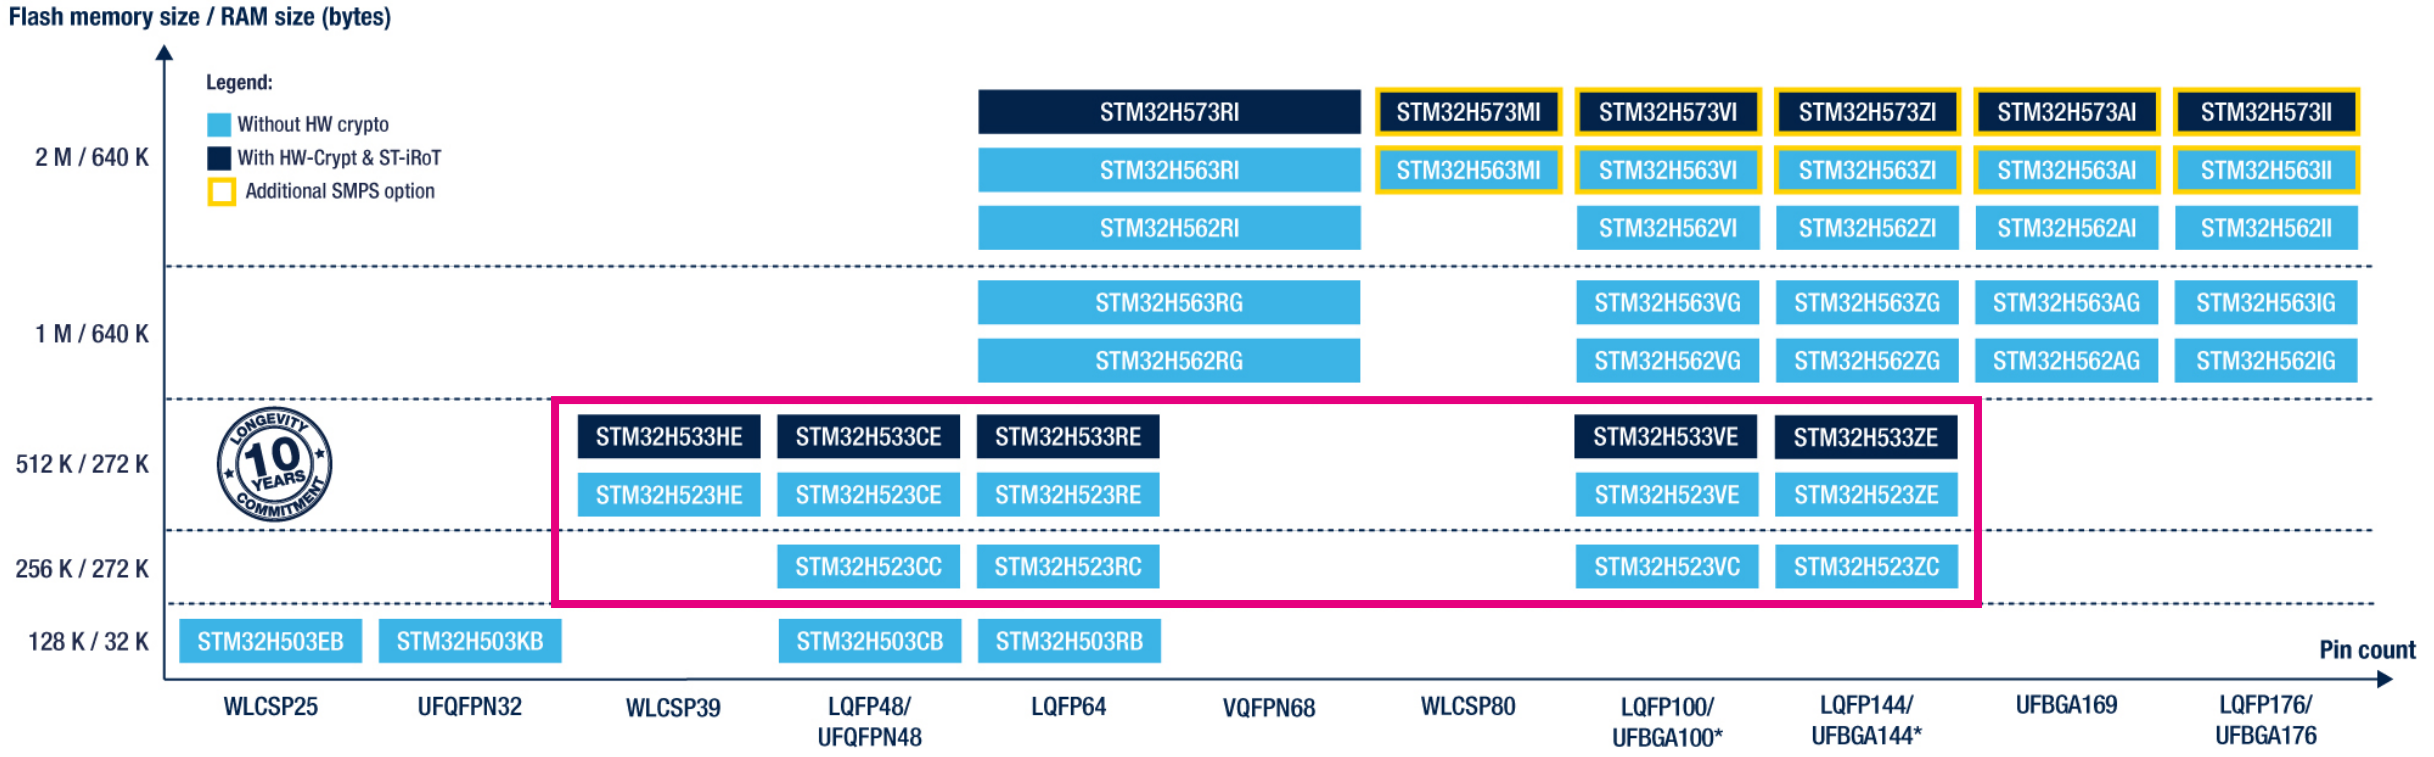 Flash memory size / RAM size (bytes)
Legend:
Without HW crypto
With HW-Crypt & ST-iRoT
Additional SMPS option
2 M / 640 K
STM32H573RI STM32H573MI STM32H573VI STM32H573ZI STM32H573AI STM32H573II
STM32H563RI STM32H563MI STM32H563VI STM32H563ZI STM32H563AI STM32H563II
STM32H562RI STM32H562VI STM32H562ZI STM32H562AI STM32H562II
1 M / 640 K
STM32H563RG STM32H563VG STM32H563ZG STM32H563AG STM32H563IG
STM32H562RG STM32H562VG STM32H562ZG STM32H562AG STM32H562IG
512 K / 272 K
LONGEVITY
10
YEARS
COMMITMENT
STM32H533HE STM32H533CE STM32H533RE STM32H533VE STM32H533ZE
STM32H523HE STM32H523CE STM32H523RE STM32H523VE STM32H523ZE
256 K / 272 K
STM32H523CC STM32H523RC STM32H523VC STM32H523ZC
128 K / 32 K
STM32H503EB STM32H503KB STM32H503CB STM32H503RB
Pin count
WLCSP25 UFQFPN32 WLCSP39 LQFP48/ LQFP64 VQFPN68 WLCSP80 LQFP100/ LQFP144/ UFBGA169 LQFP176/
UFQFPN48 UFBGA100* UFBGA144* UFBGA176